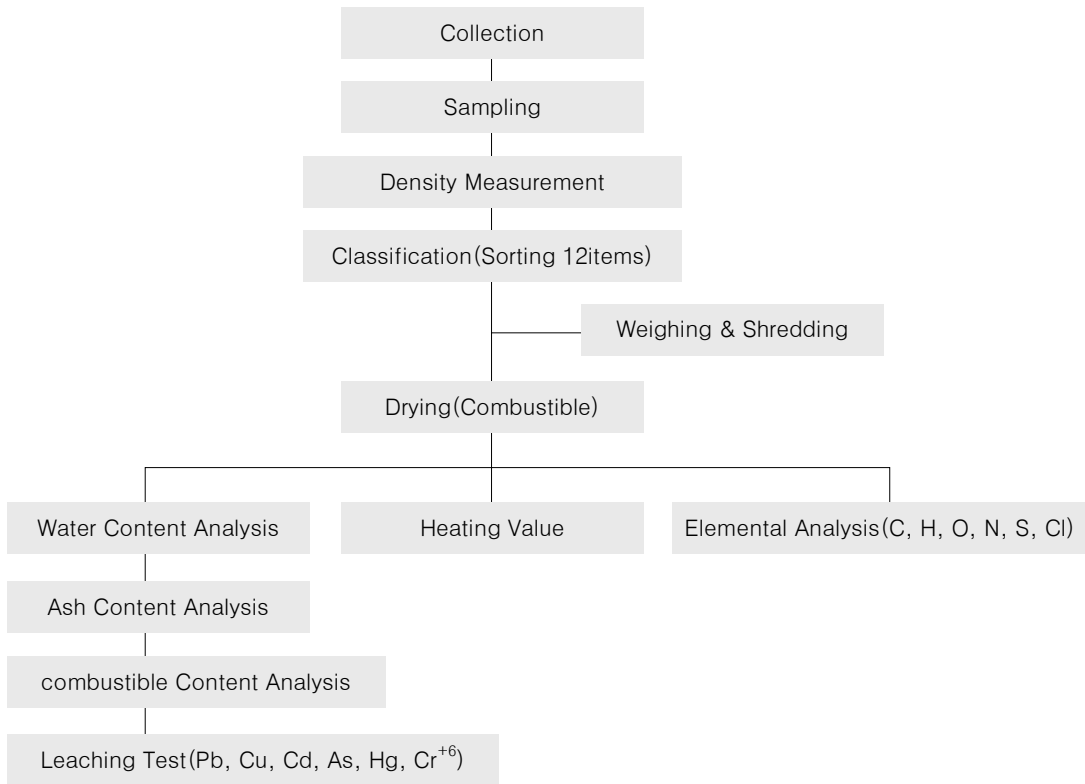 Collection
Sampling
Density Measurement
Classification(Sorting 12items)
Weighing & Shredding
Drying(Combustible)
Water Content Analysis
Heating Value
Elemental Analysis(C, H, O, N, S, Cl)
Ash Content Analysis
combustible Content Analysis
Leaching Test(Pb, Cu, Cd, As, Hg, Cr⁺⁶)